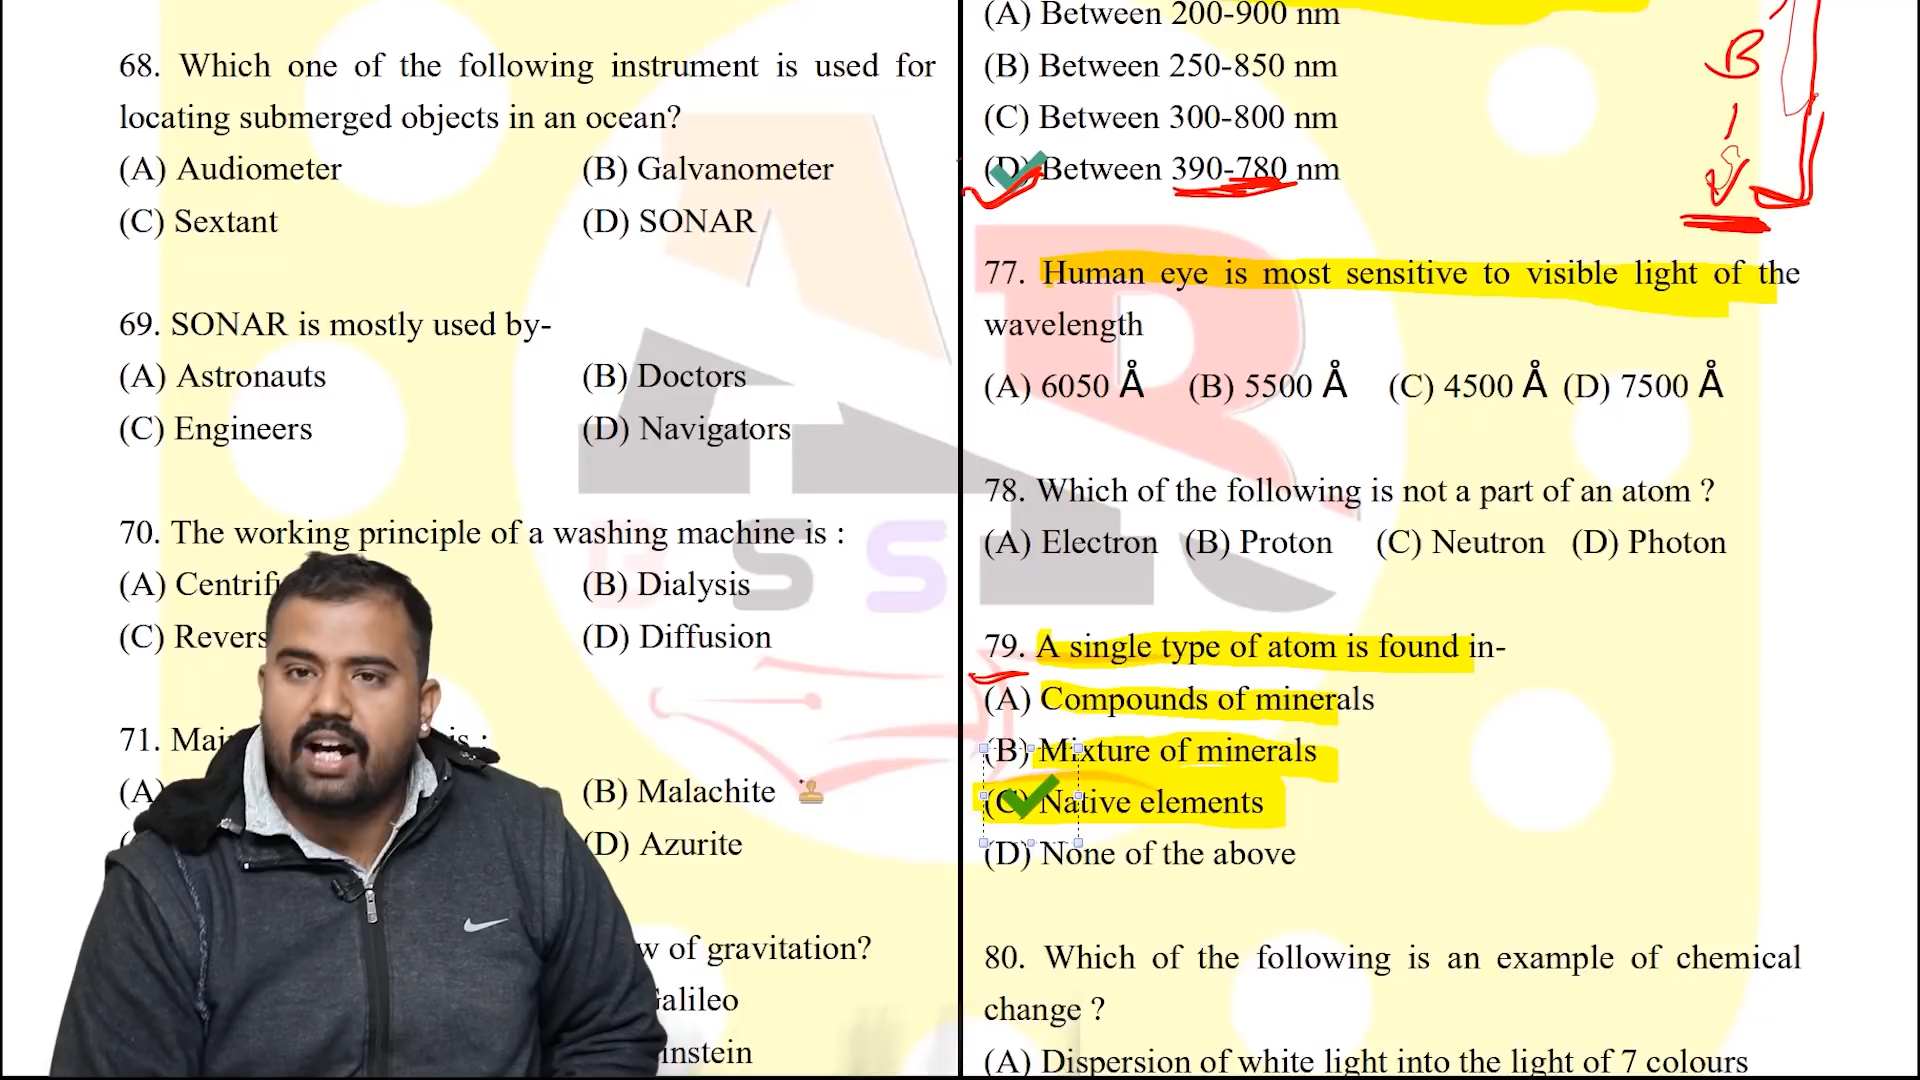 68. Which one of the following instrument is used for
locating submerged objects in an ocean?
(A) Audiometer (B) Galvanometer
(C) Sextant (D) SONAR
69. SONAR is mostly used by-
(A) Astronauts (B) Doctors
(C) Engineers (D) Navigators
70. The working principle of a washing machine is :
(A) Centrif (B) Dialysis
(C) Revers (D) Diffusion
71. Mai is :
(A) (B) Malachite
(D) Azurite
w of gravitation?
Galileo
instein
(A) Between 200-900 nm
(B) Between 250-850 nm
(C) Between 300-800 nm
(D) Between 390-780 nm
77. Human eye is most sensitive to visible light of the
wavelength
(A) 6050 Å (B) 5500 Å (C) 4500 Å (D) 7500 Å
78. Which of the following is not a part of an atom ?
(A) Electron (B) Proton (C) Neutron (D) Photon
79. A single type of atom is found in-
(A) Compounds of minerals
(B) Mixture of minerals
(C) Native elements
(D) None of the above
80. Which of the following is an example of chemical
change ?
(A) Dispersion of white light into the light of 7 colours